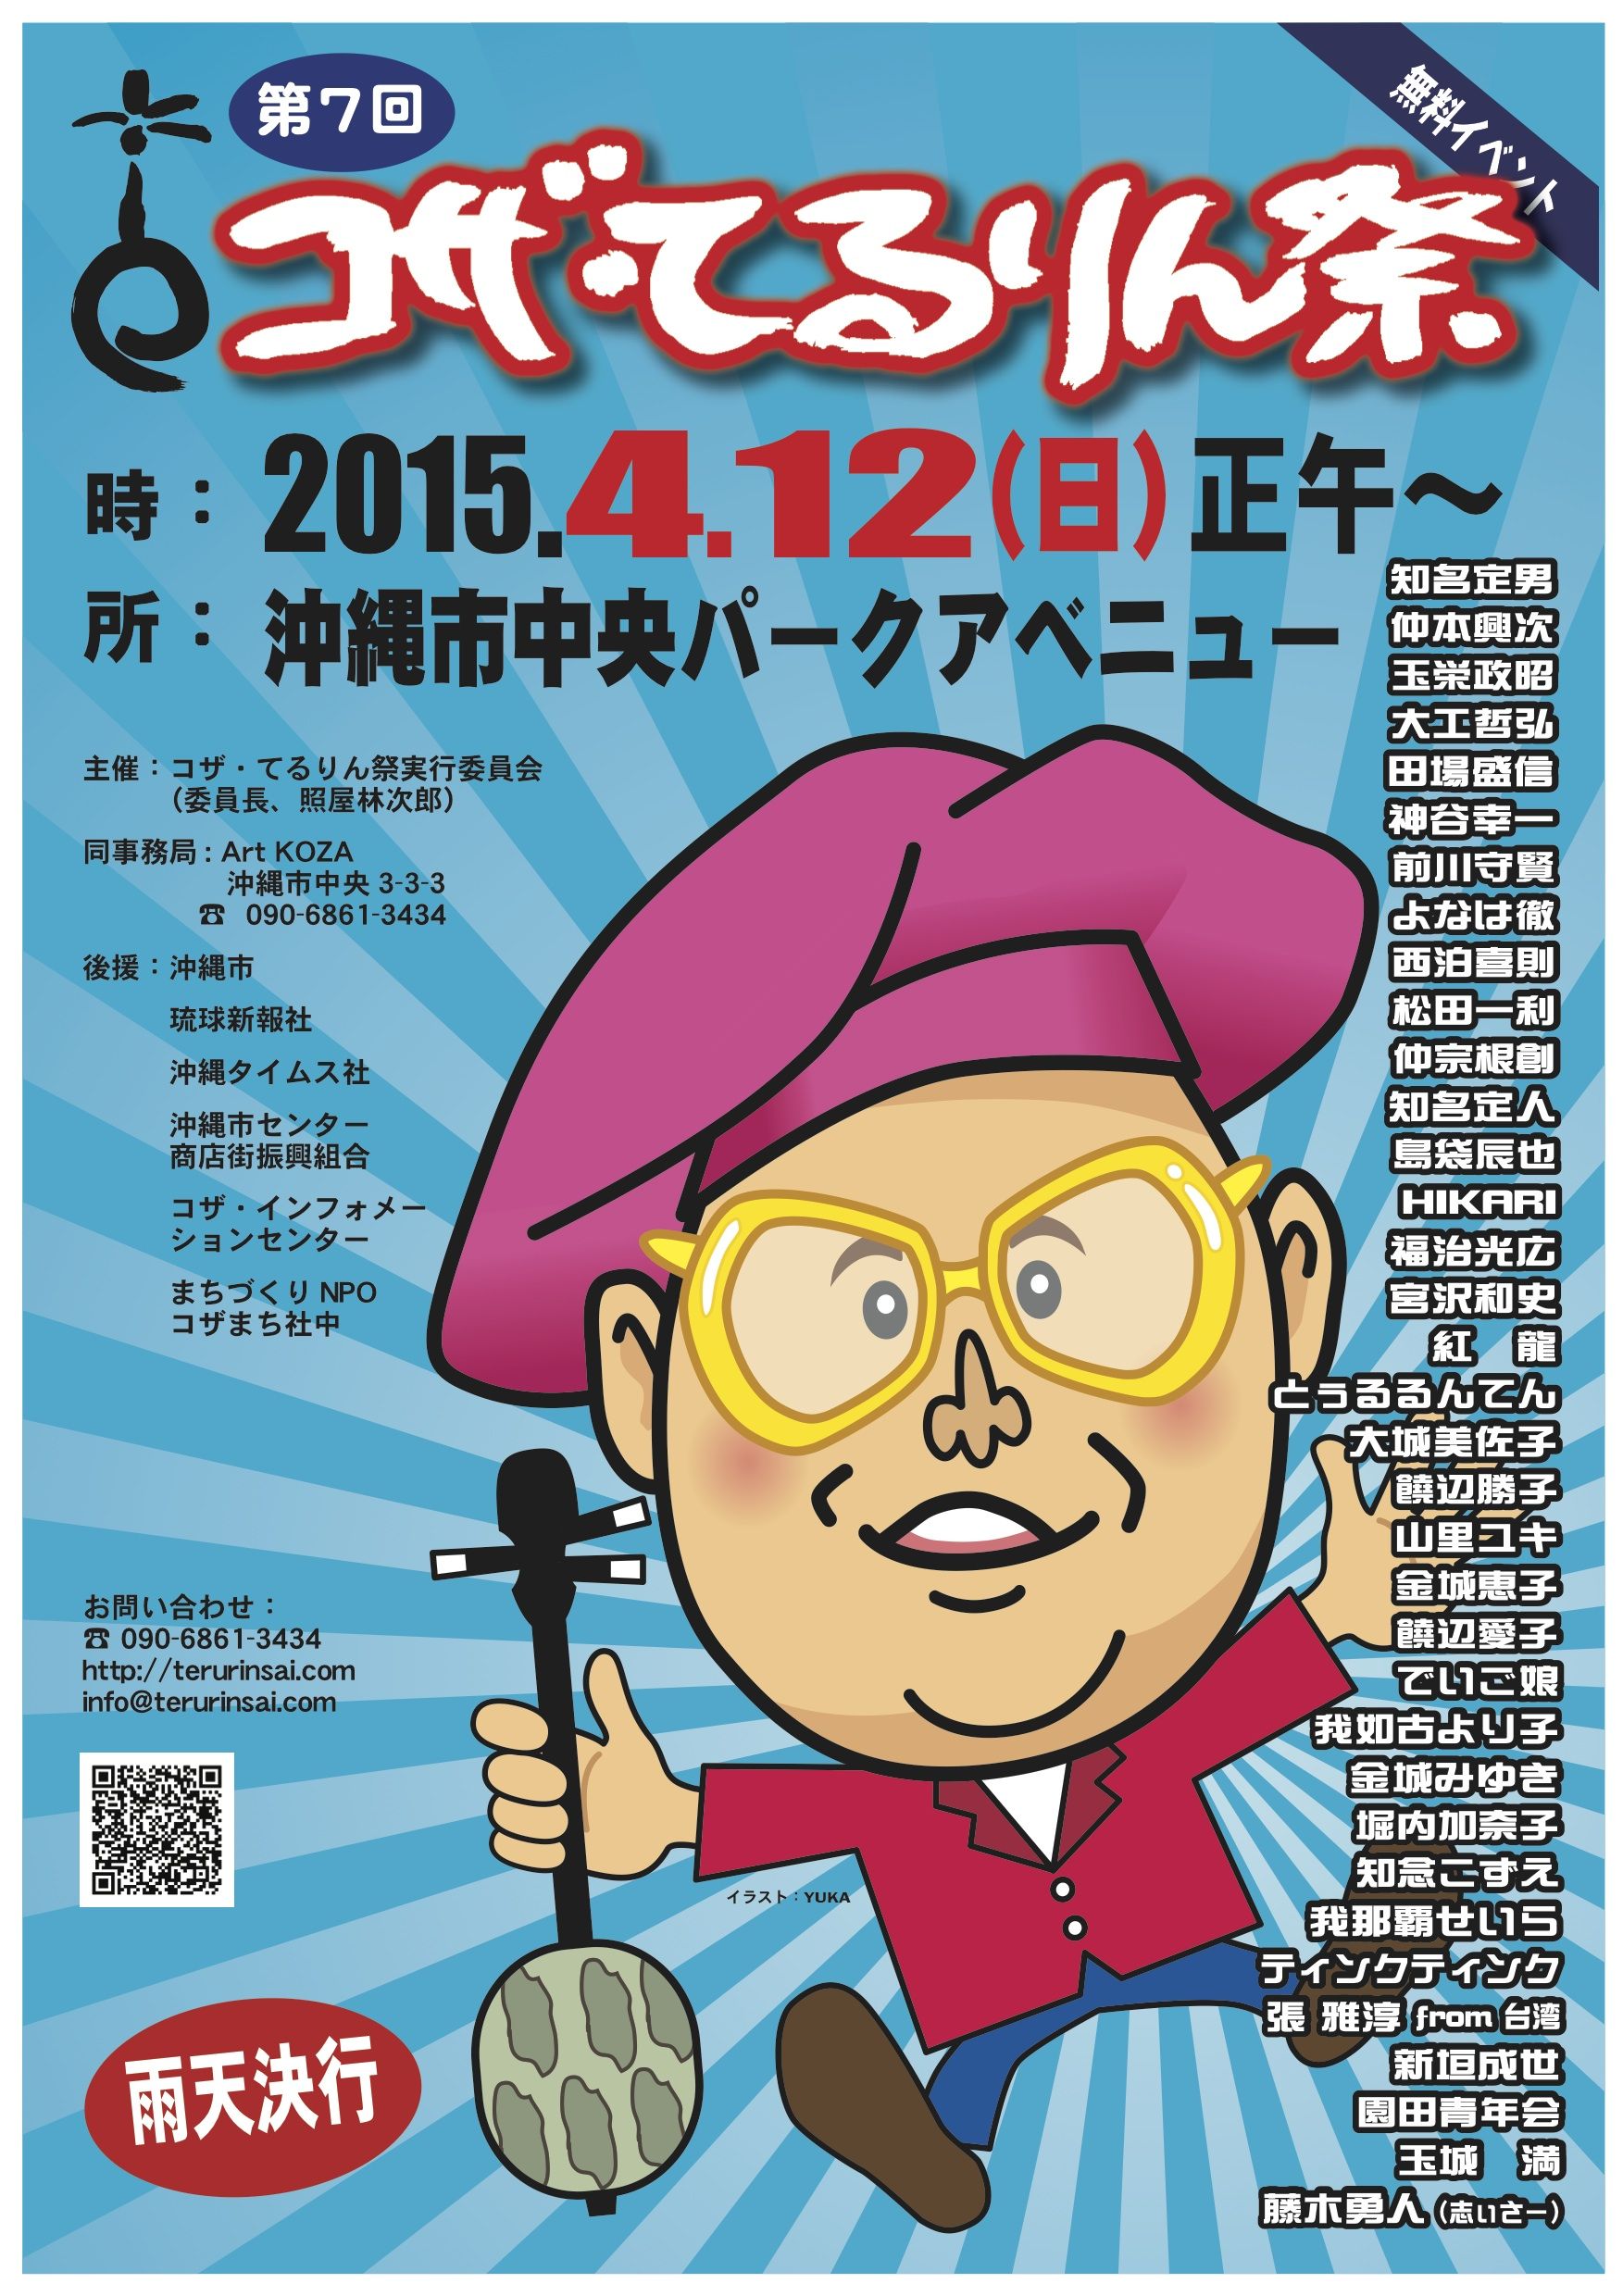 第7回
無料イベント
コザ・てるりん祭
時：2015.4.12(日)正午～
所：沖縄市中央パークアベニュー
主催：コザ・てるりん祭実行委員会
（委員長、照屋林次郎）
同事務局：Art KOZA
沖縄市中央 3-3-3
☎ 090-6861-3434
後援：沖縄市
琉球新報社
沖縄タイムス社
沖縄市センター
商店街振興組合
コザ・インフォメー
ションセンター
まちづくり NPO
コザまち社中
お問い合わせ：
☎ 090-6861-3434
http://terurinsai.com
info@terurinsai.com
雨天決行
イラスト：YUKA
知名定男
仲本興次
玉栄政昭
大工哲弘
田場盛信
神谷幸一
前川守賢
よなは徹
西泊喜則
松田一利
仲宗根創
知名定人
島袋辰也
HIKARI
福治光広
宮沢和史
紅　龍
とぅるるんてん
大城美佐子
饒辺勝子
山里ユキ
金城恵子
饒辺愛子
でいご娘
我如古より子
金城みゆき
堀内加奈子
知念こずえ
我那覇せいら
ティンクティンク
張 雅淳 from 台湾
新垣成世
園田青年会
玉城　満
藤木勇人（志ぃさー）